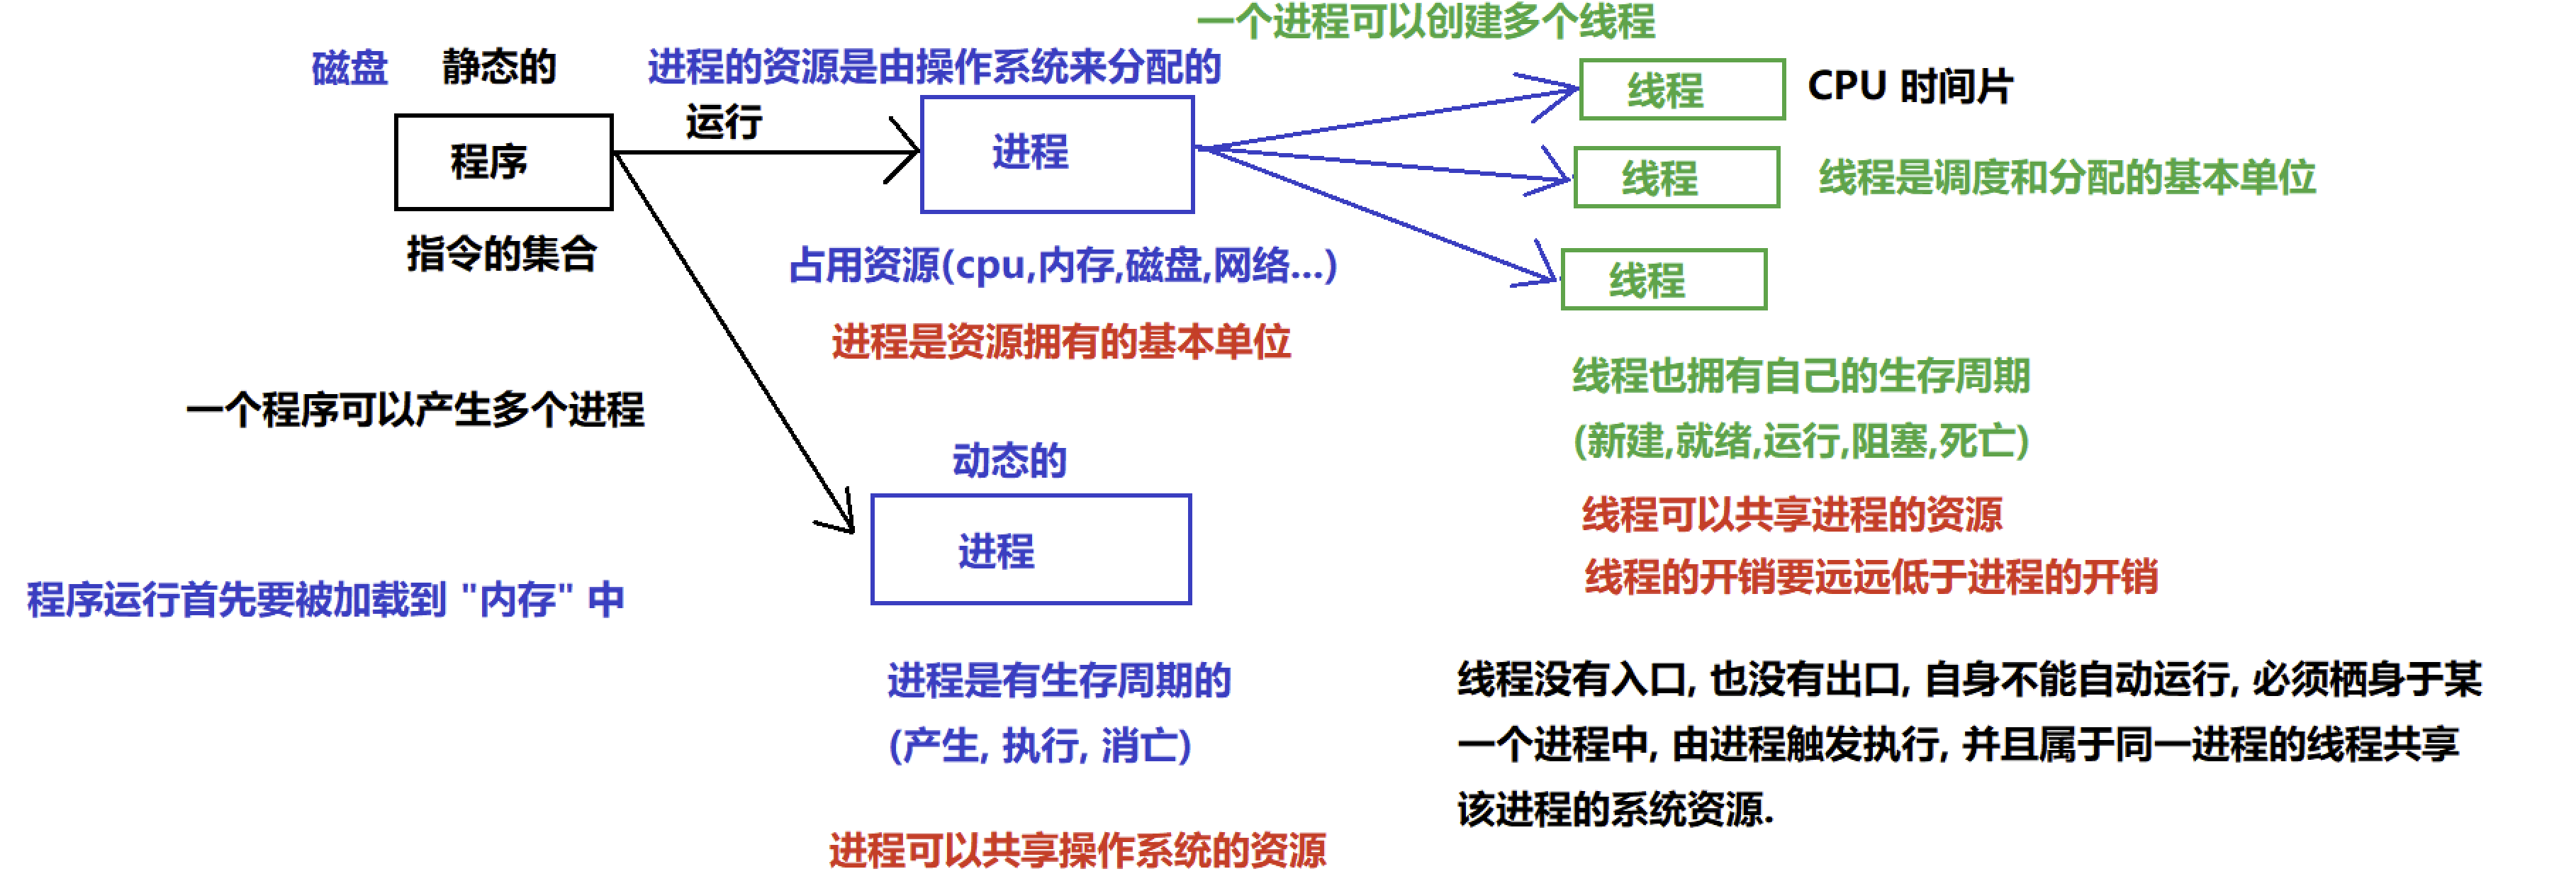 一个进程可以创建多个线程
磁盘 静态的 进程的资源是由操作系统来分配的
运行
程序
进程
线程 CPU 时间片
线程 线程是调度和分配的基本单位
线程
指令的集合
占用资源(cpu,内存,磁盘,网络...)
进程是资源拥有的基本单位
一个程序可以产生多个进程
线程也拥有自己的生存周期
(新建,就绪,运行,阻塞,死亡)
动态的
进程
线程可以共享进程的资源
线程的开销要远远低于进程的开销
程序运行首先要被加载到 "内存" 中
进程是有生存周期的
(产生, 执行, 消亡)
进程可以共享操作系统的资源
线程没有入口, 也没有出口, 自身不能自动运行, 必须栖身于某
一个进程中, 由进程触发执行, 并且属于同一进程的线程共享
该进程的系统资源.